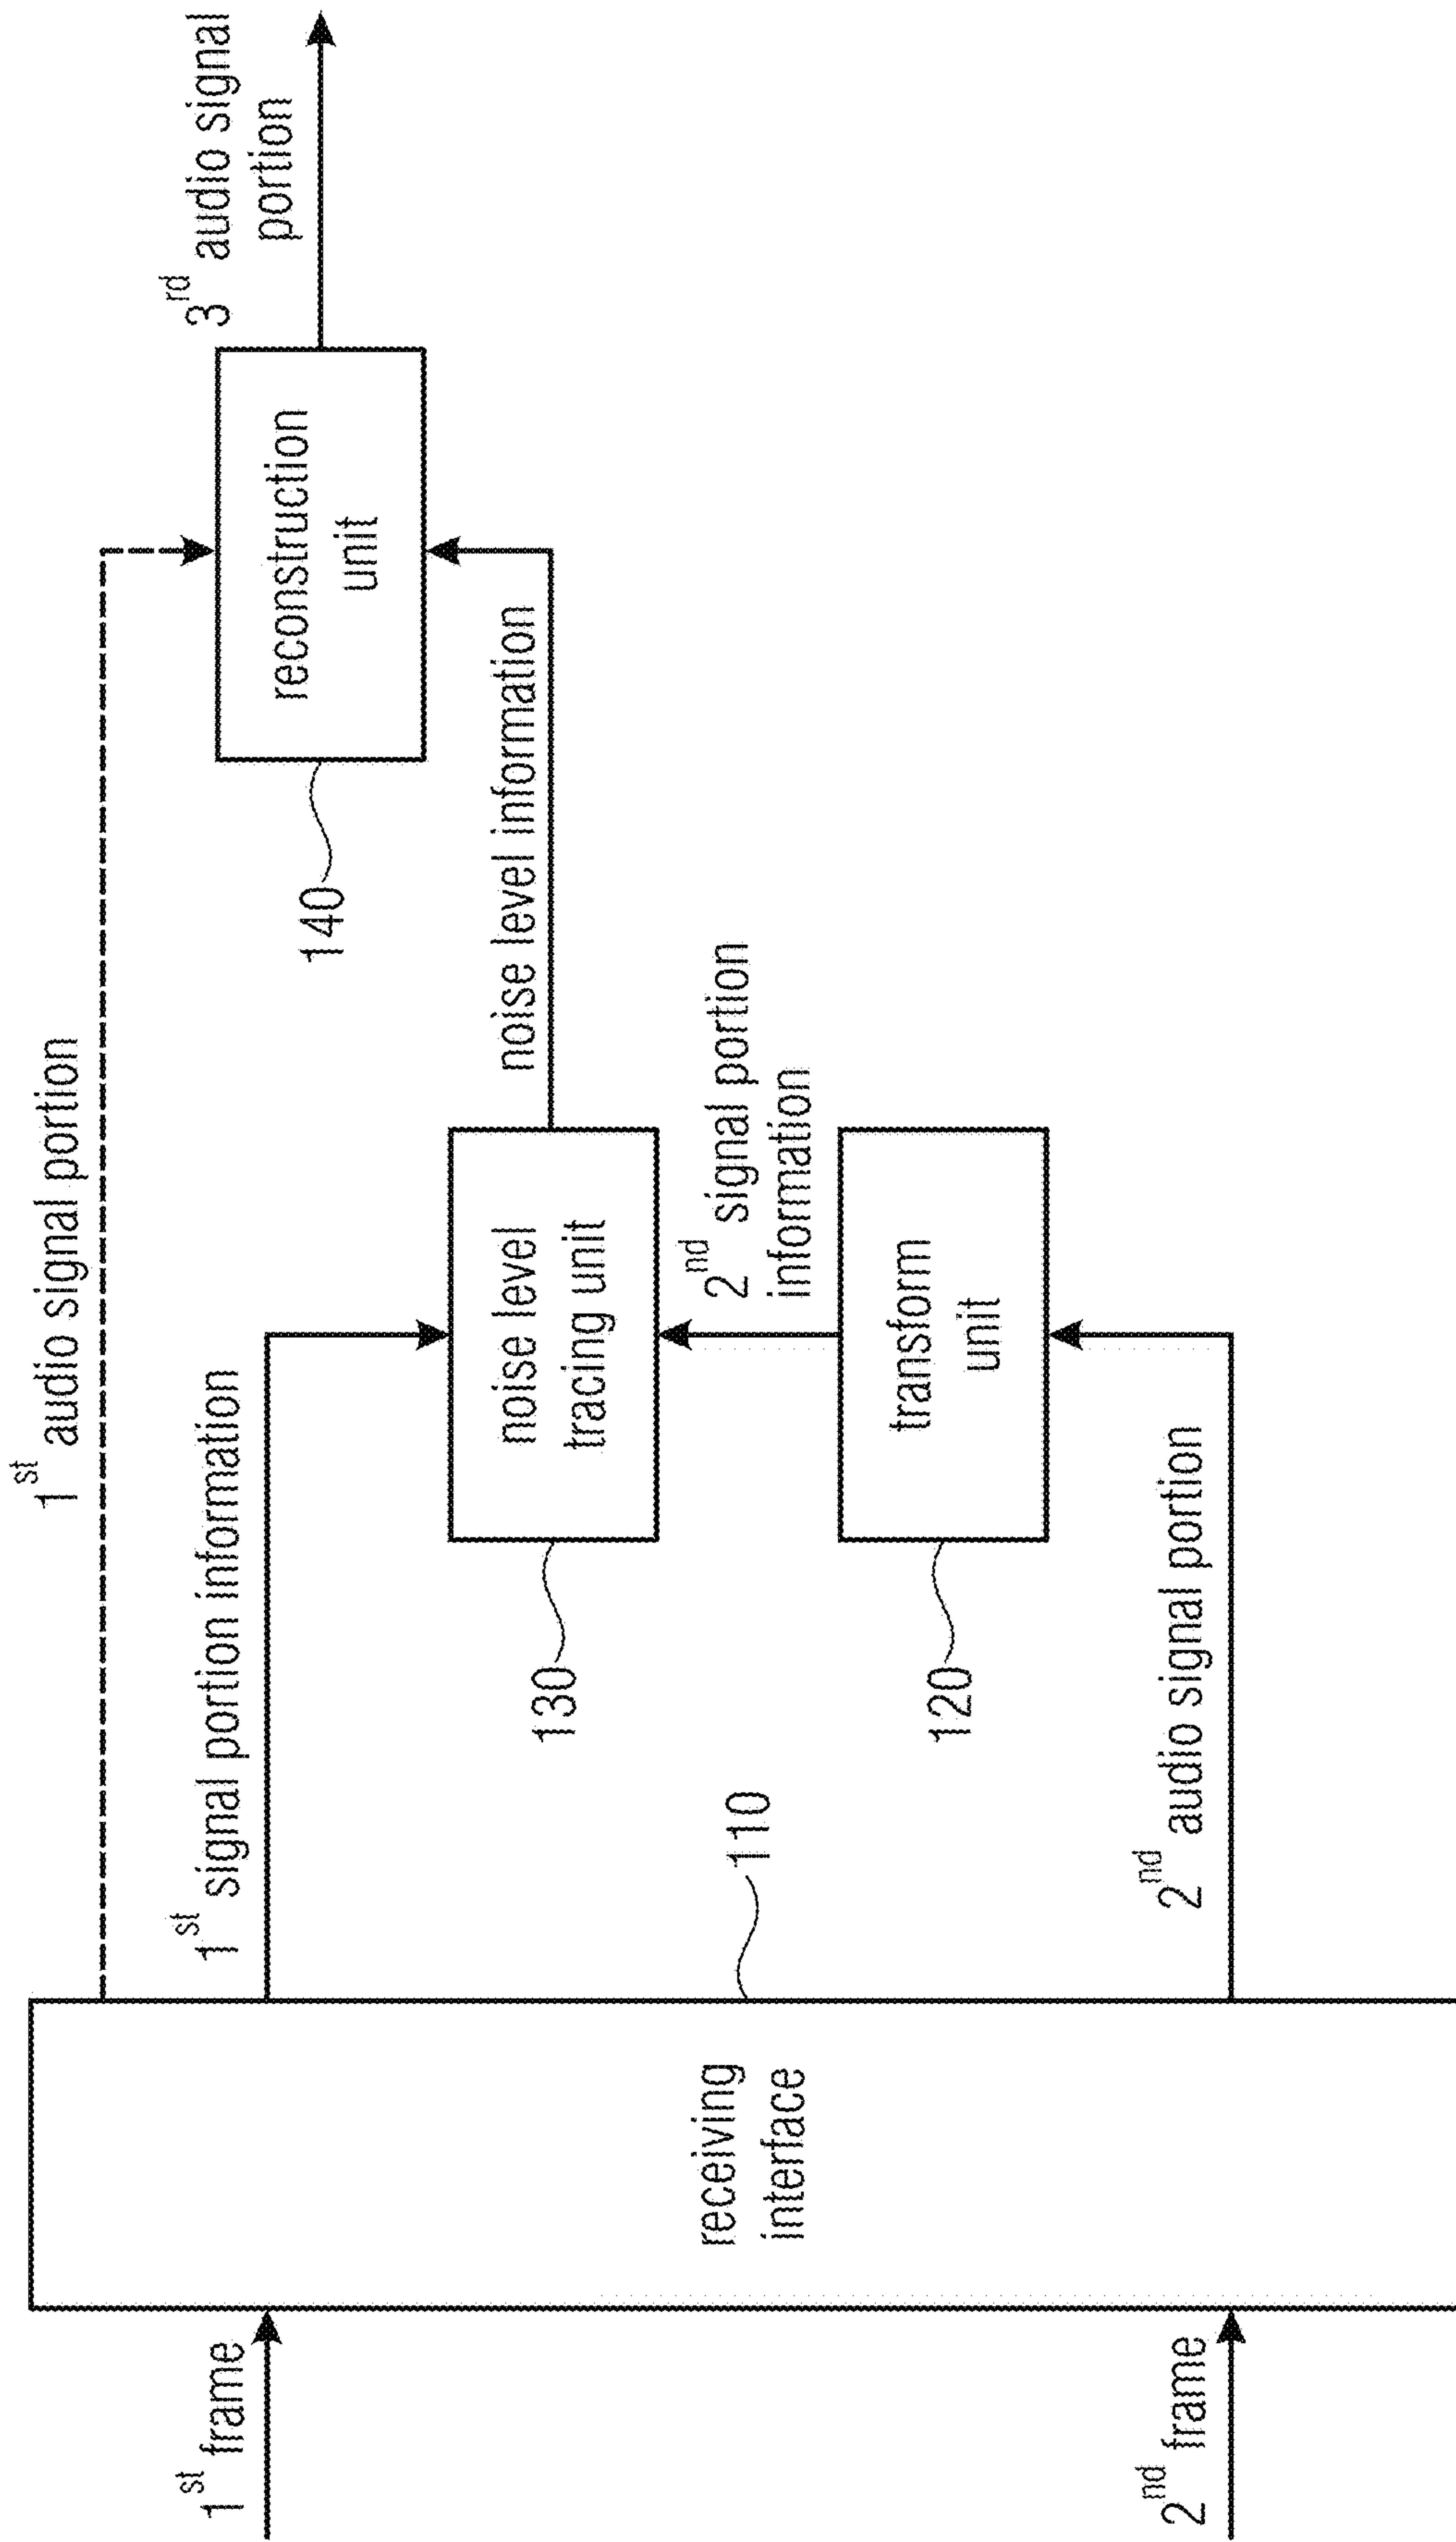 1st frame
2nd frame
receiving
interface
110
1st audio signal portion
1st signal portion information
2nd audio signal portion
130
noise level
tracing unit
120
transform
unit
2nd signal portion
information
noise level information
140
reconstruction
unit
3rd audio signal
portion